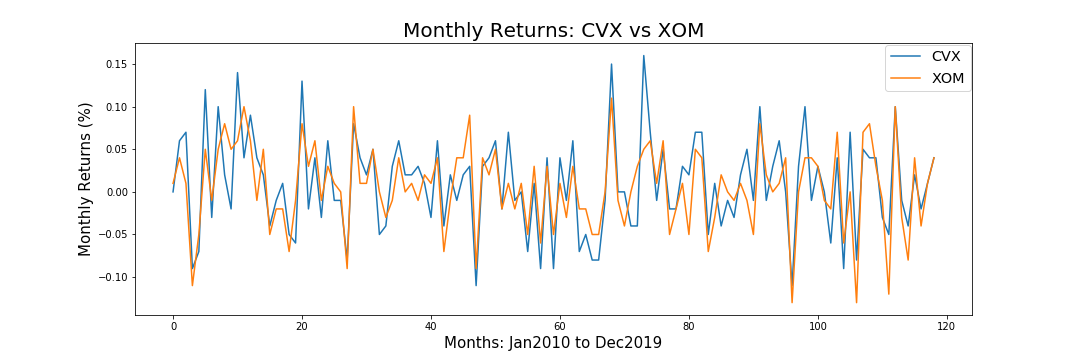 Monthly Returns: CVX vs XOM
CVX
XOM
Monthly Returns (%)
0.15
0.10
0.05
0.00
−0.05
−0.10
0 20 40 60 80 100 120
Months: Jan2010 to Dec2019